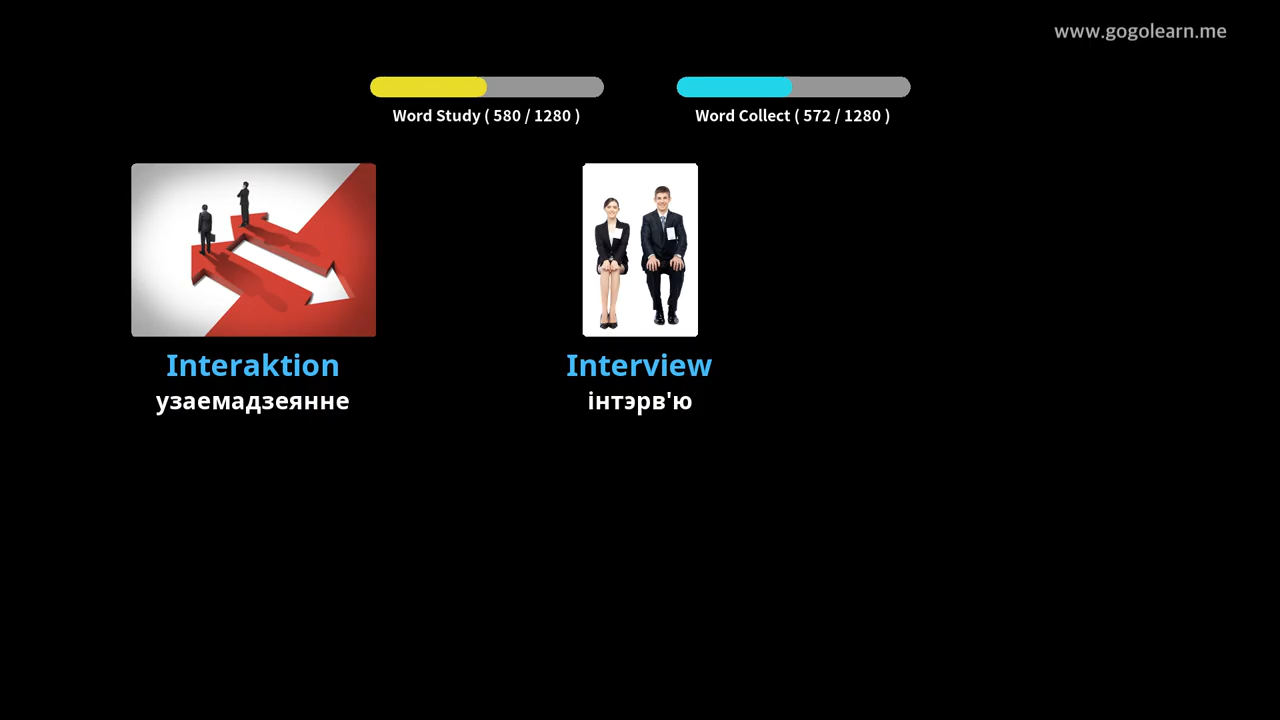 www.gogolearn.me
Word Study ( 580 / 1280 )
Word Collect ( 572 / 1280 )
Interaktion
узаемадзеянне
Interview
інтэрв'ю